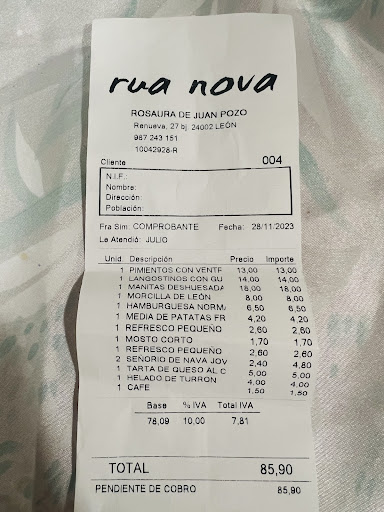 rua nova
ROSAURA DE JUAN POZO
Renueva, 27 bj. 24002 LEÓN
987 243 151
10042928-R
Cliente 004
N.I.F.:
Nombre:
Dirección:
Población:
Fra Sim: COMPROBANTE Fecha: 28/11/2023
Le Atendió: JULIO
Unid. Descripción Precio Importe
1 PIMIENTOS CON VENTR 13,00 13,00
1 LANGOSTINOS CON GU 14,00 14,00
1 MANITAS DESHUESADA 18,00 18,00
1 MORCILLA DE LEÓN 8,00 8,00
1 HAMBURGUESA NORMA 6,50 6,50
1 MEDIA DE PATATAS FR 4,20 4,20
1 REFRESCO PEQUEÑO 2,60 2,60
1 MOSTO CORTO 1,70 1,70
1 REFRESCO PEQUEÑO 2,60 2,60
2 SEÑORIO DE NAVA JOV 2,40 4,80
1 TARTA DE QUESO AL C 5,00 5,00
1 HELADO DE TURRON 4,00 4,00
1 CAFE 1,50 1,50
Base % IVA Total IVA
78,09 10,00 7,81
TOTAL 85,90
PENDIENTE DE COBRO 85,90